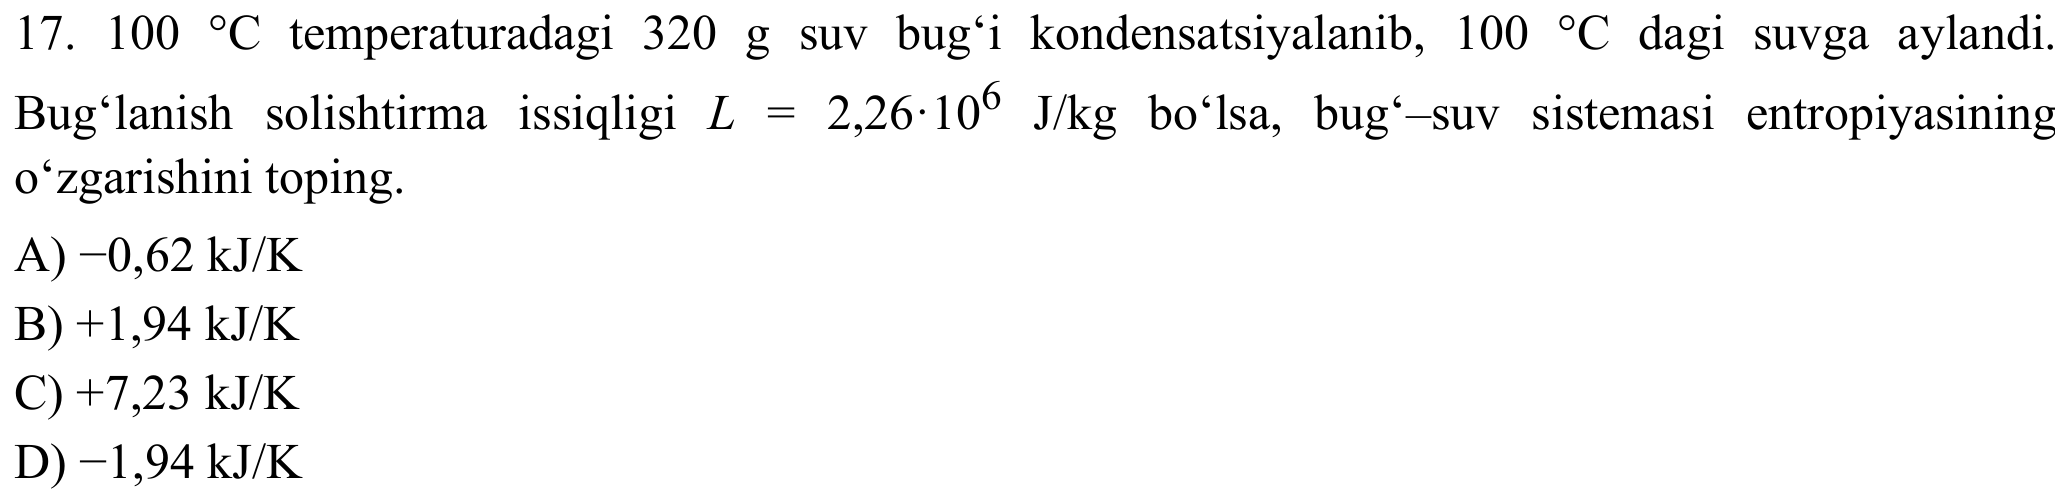 17. 100 °C temperaturadagi 320 g suv bug‘i kondensatsiyalanib, 100 °C dagi suvga aylandi.
Bug‘lanish solishtirma issiqligi L = 2,26·10⁶ J/kg bo‘lsa, bug‘–suv sistemasi entropiyasining
o‘zgarishini toping.
A) −0,62 kJ/K
B) +1,94 kJ/K
C) +7,23 kJ/K
D) −1,94 kJ/K